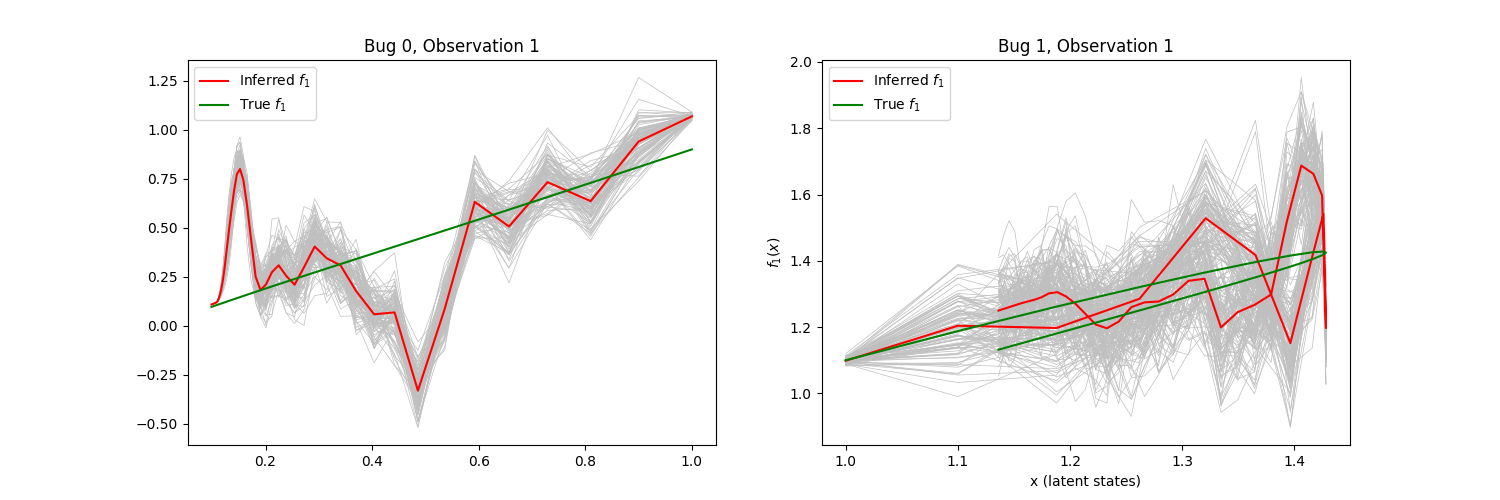 Bug 0, Observation 1
Inferred f₁
True f₁
1.25
1.00
0.75
0.50
0.25
0.00
−0.25
−0.50
0.2 0.4 0.6 0.8 1.0
Bug 1, Observation 1
Inferred f₁
True f₁
2.0
1.8
1.6
1.4
1.2
1.0
f₁(x)
1.0 1.1 1.2 1.3 1.4
x (latent states)